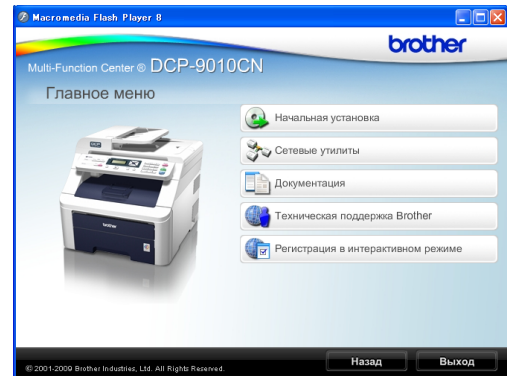 Macromedia Flash Player 8
brother
Multi-Function Center ® DCP-9010CN
Главное меню
Начальная установка
Сетевые утилиты
Документация
Техническая поддержка Brother
Регистрация в интерактивном режиме
brother
© 2001-2009 Brother Industries, Ltd. All Rights Reserved.
Назад
Выход